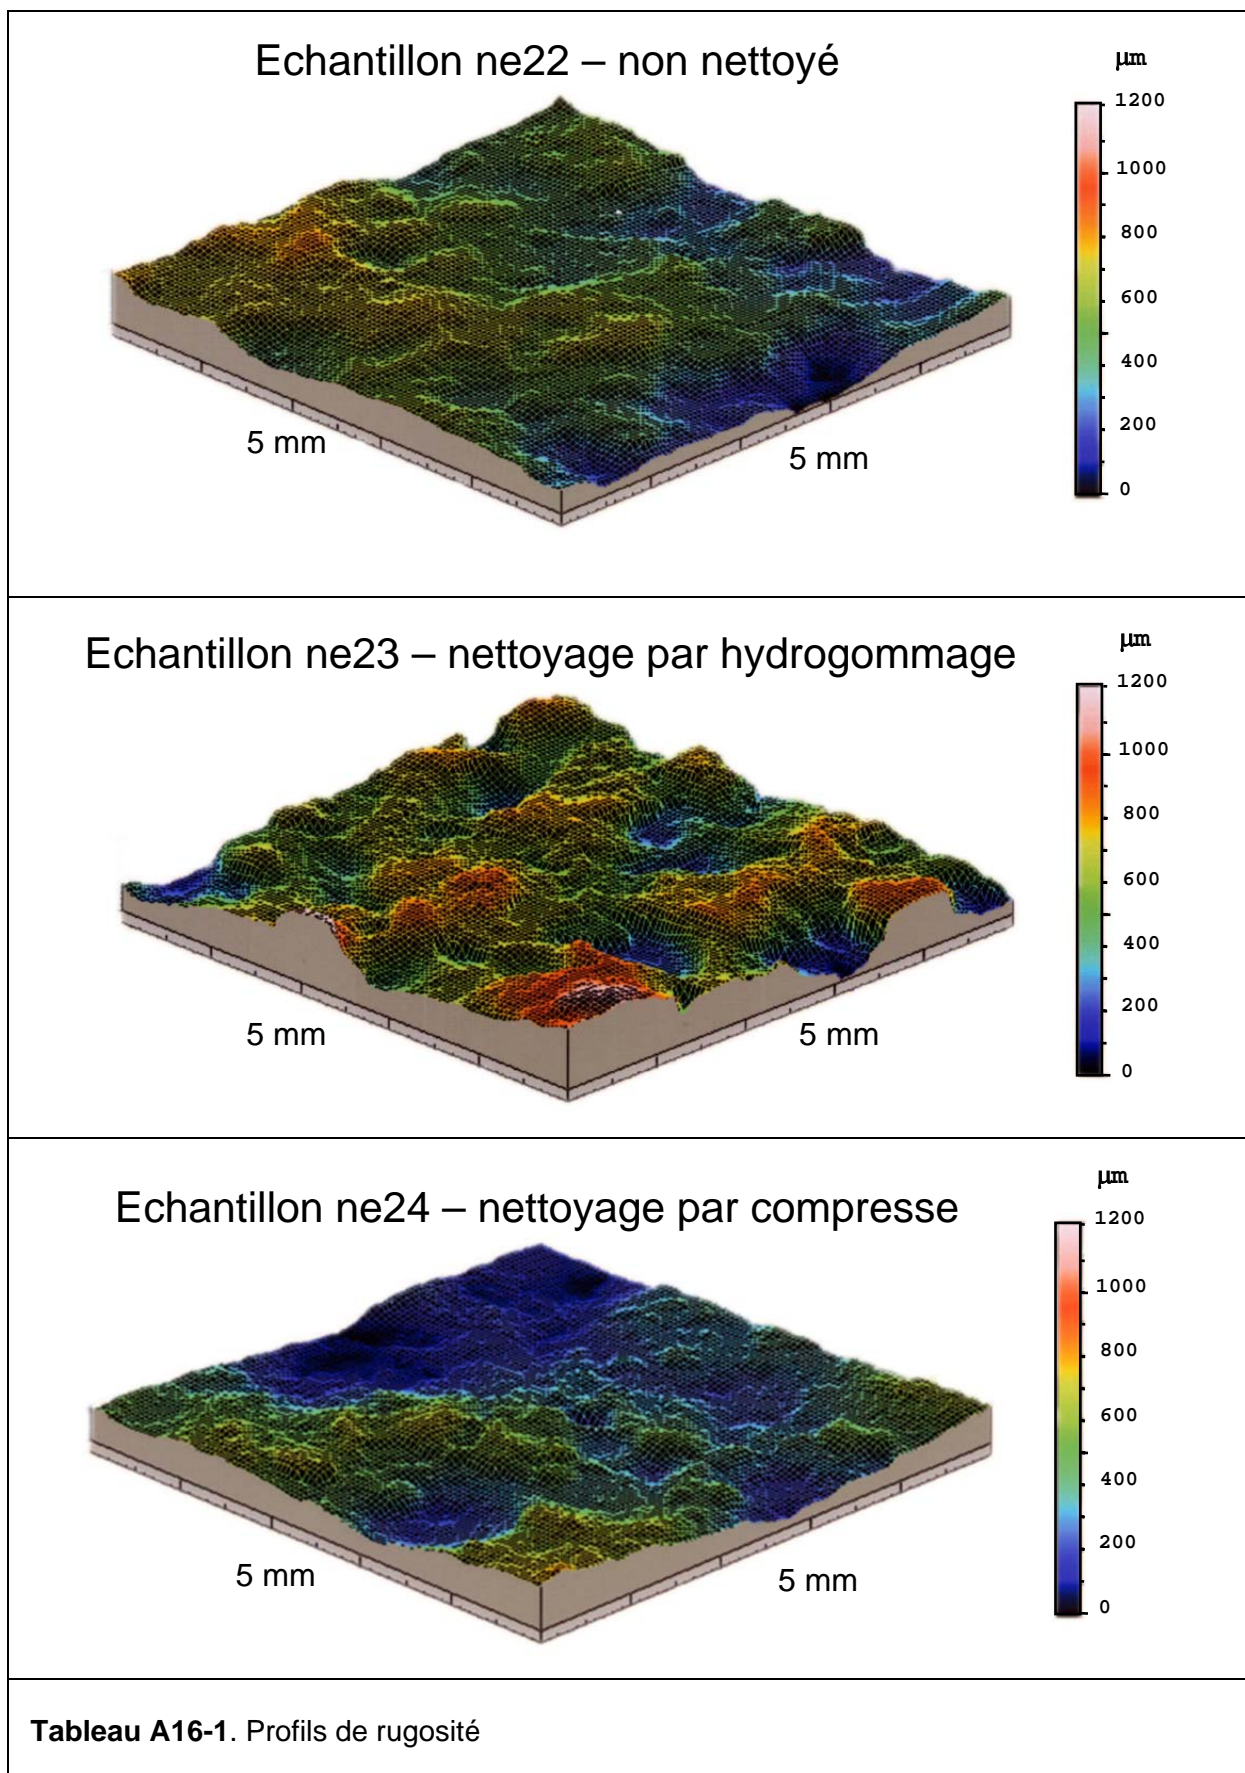 Echantillon ne22 – non nettoyé
µm
1200
1000
800
600
400
200
0
5 mm
5 mm
Echantillon ne23 – nettoyage par hydrogommage
µm
1200
1000
800
600
400
200
0
5 mm
5 mm
Echantillon ne24 – nettoyage par compresse
µm
1200
1000
800
600
400
200
0
5 mm
5 mm
Tableau A16-1. Profils de rugosité